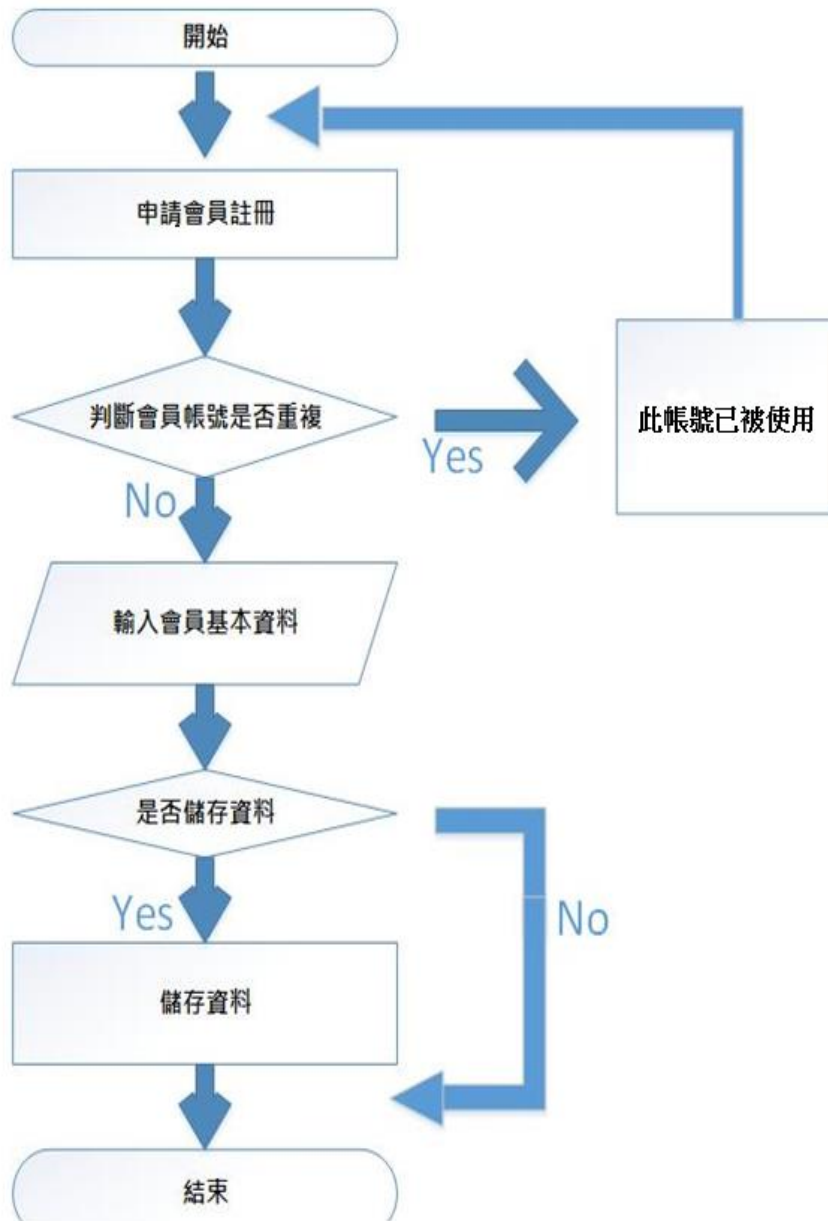 開始
申請會員註冊
判斷會員帳號是否重複
Yes
此帳號已被使用
No
輸入會員基本資料
是否儲存資料
Yes
No
儲存資料
結束